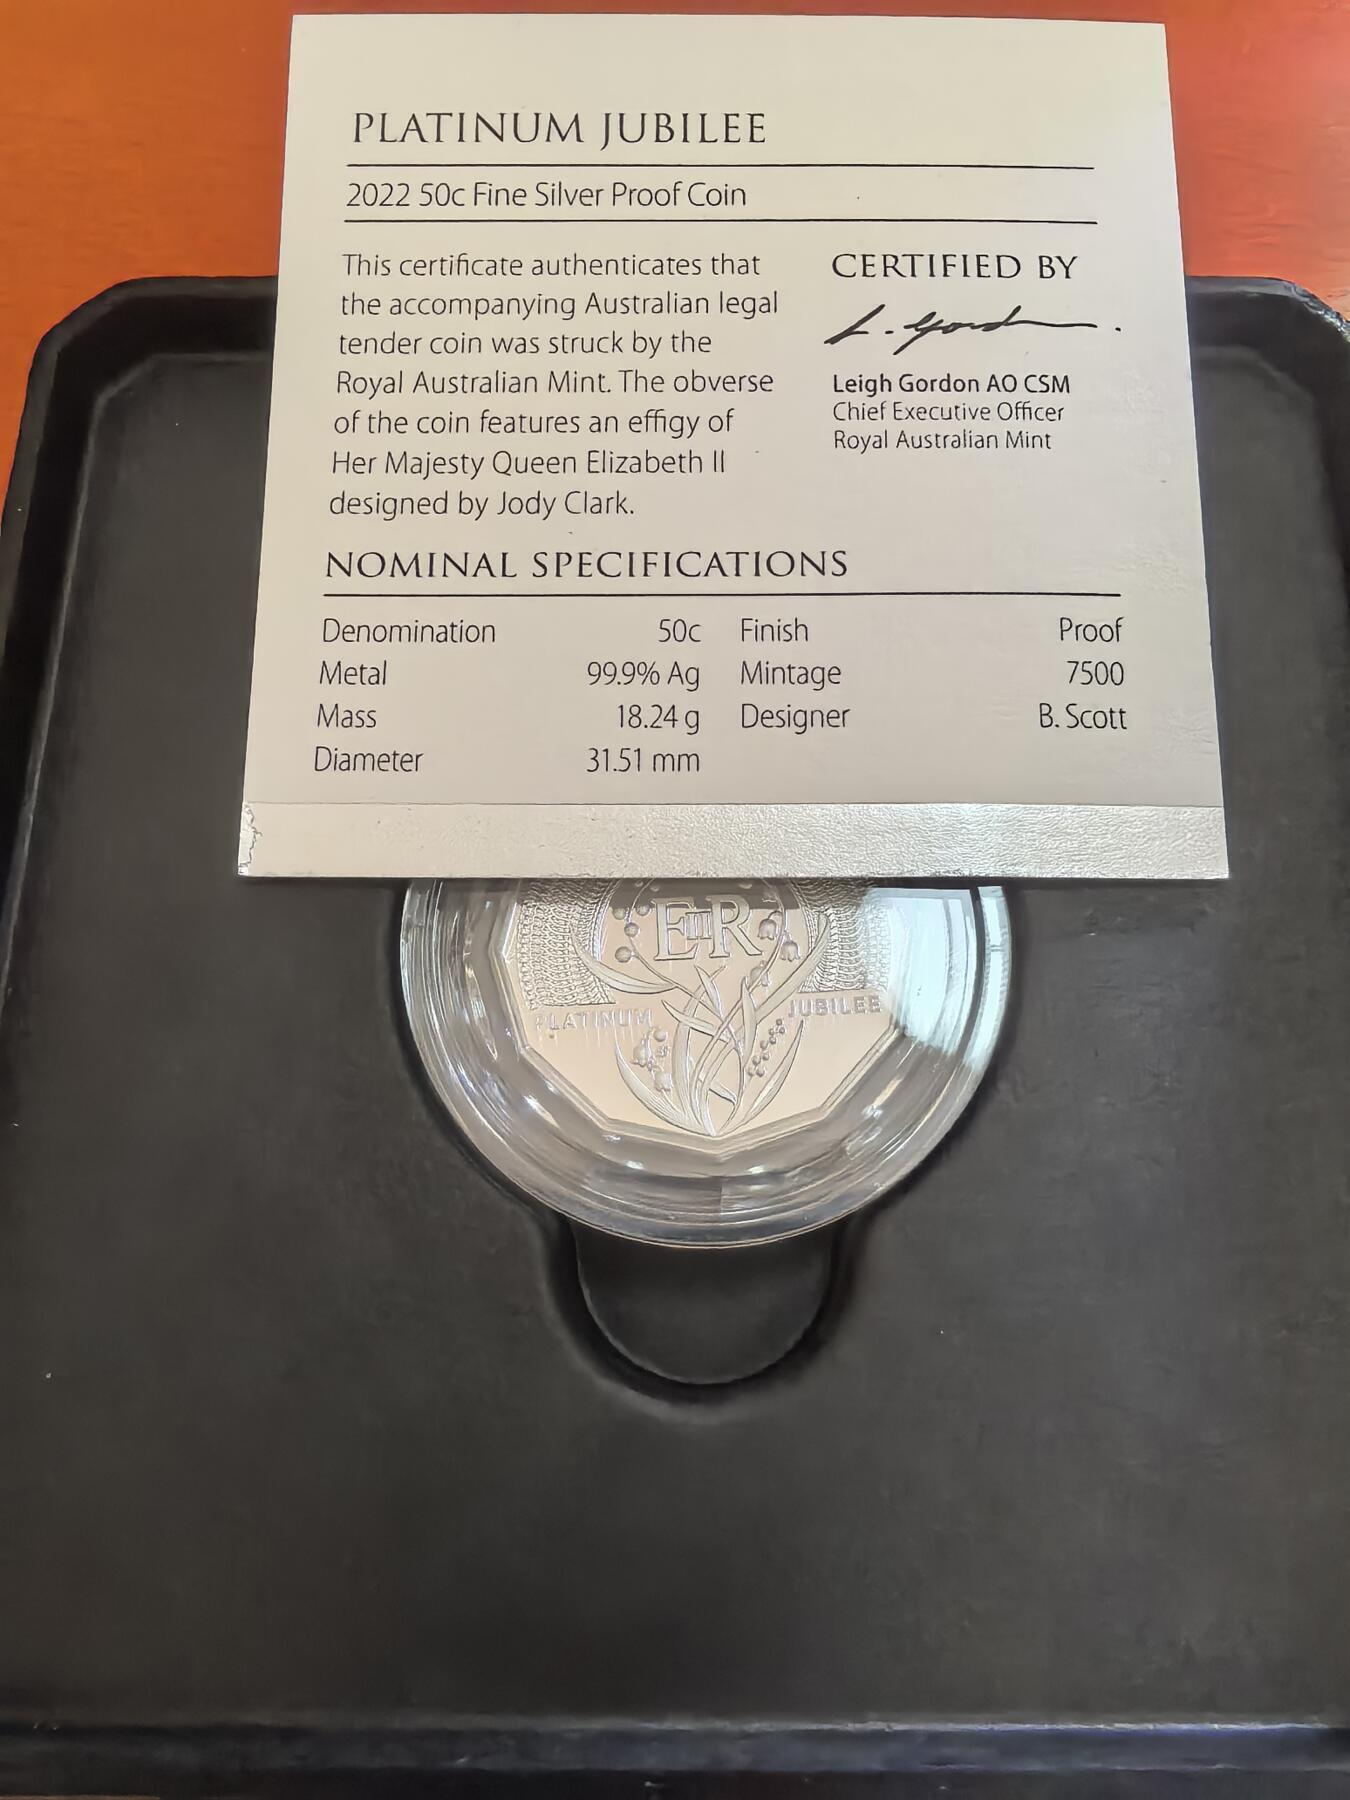 PLATINUM JUBILEE
2022 50c Fine Silver Proof Coin
This certificate authenticates that
the accompanying Australian legal
tender coin was struck by the
Royal Australian Mint. The obverse
of the coin features an effigy of
Her Majesty Queen Elizabeth II
designed by Jody Clark.
CERTIFIED BY
L. Gordon.
Leigh Gordon AO CSM
Chief Executive Officer
Royal Australian Mint
NOMINAL SPECIFICATIONS
Denomination 50c Finish Proof
Metal 99.9% Ag Mintage 7500
Mass 18.24 g Designer B. Scott
Diameter 31.51 mm
EIIR
PLATINUM JUBILEE